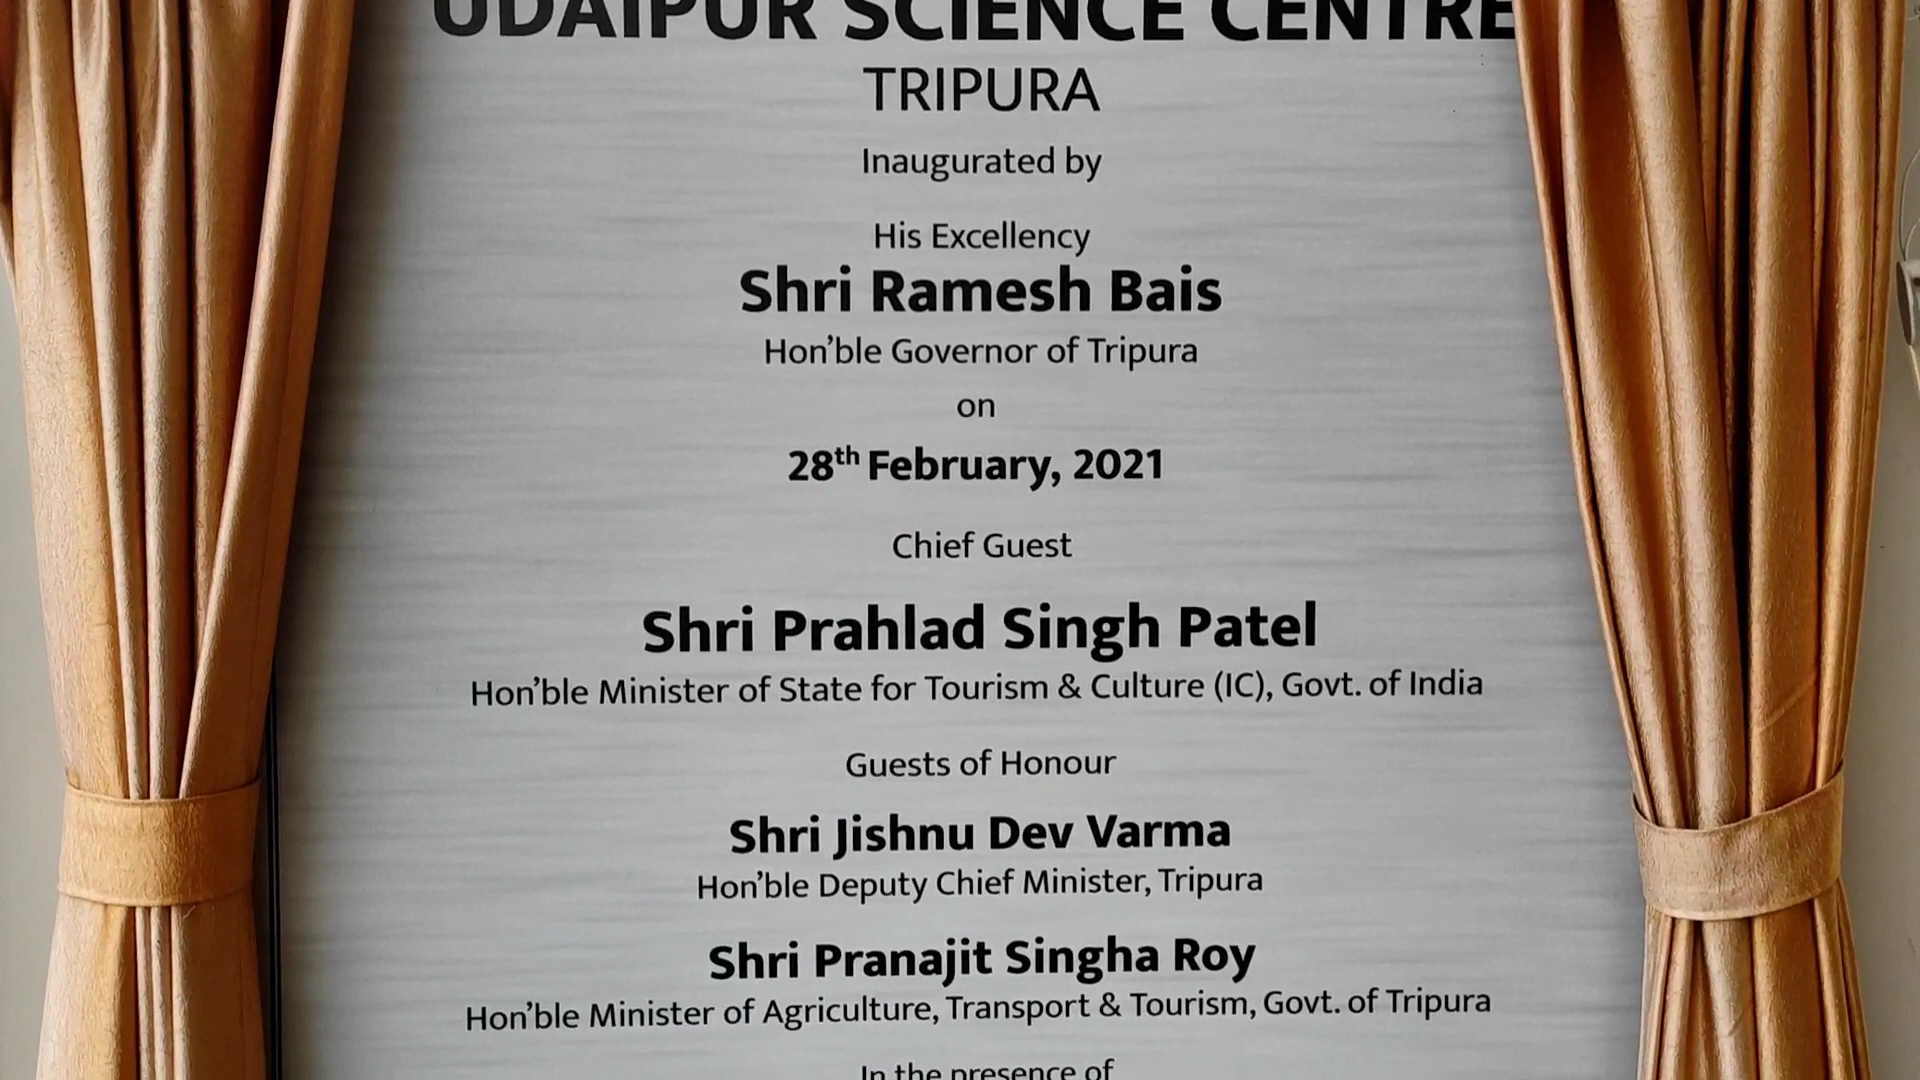 UDAIPUR SCIENCE CENTRE
TRIPURA
Inaugurated by
His Excellency
Shri Ramesh Bais
Hon'ble Governor of Tripura
on
28th February, 2021
Chief Guest
Shri Prahlad Singh Patel
Hon'ble Minister of State for Tourism & Culture (IC), Govt. of India
Guests of Honour
Shri Jishnu Dev Varma
Hon'ble Deputy Chief Minister, Tripura
Shri Pranajit Singha Roy
Hon'ble Minister of Agriculture, Transport & Tourism, Govt. of Tripura
In the presence of